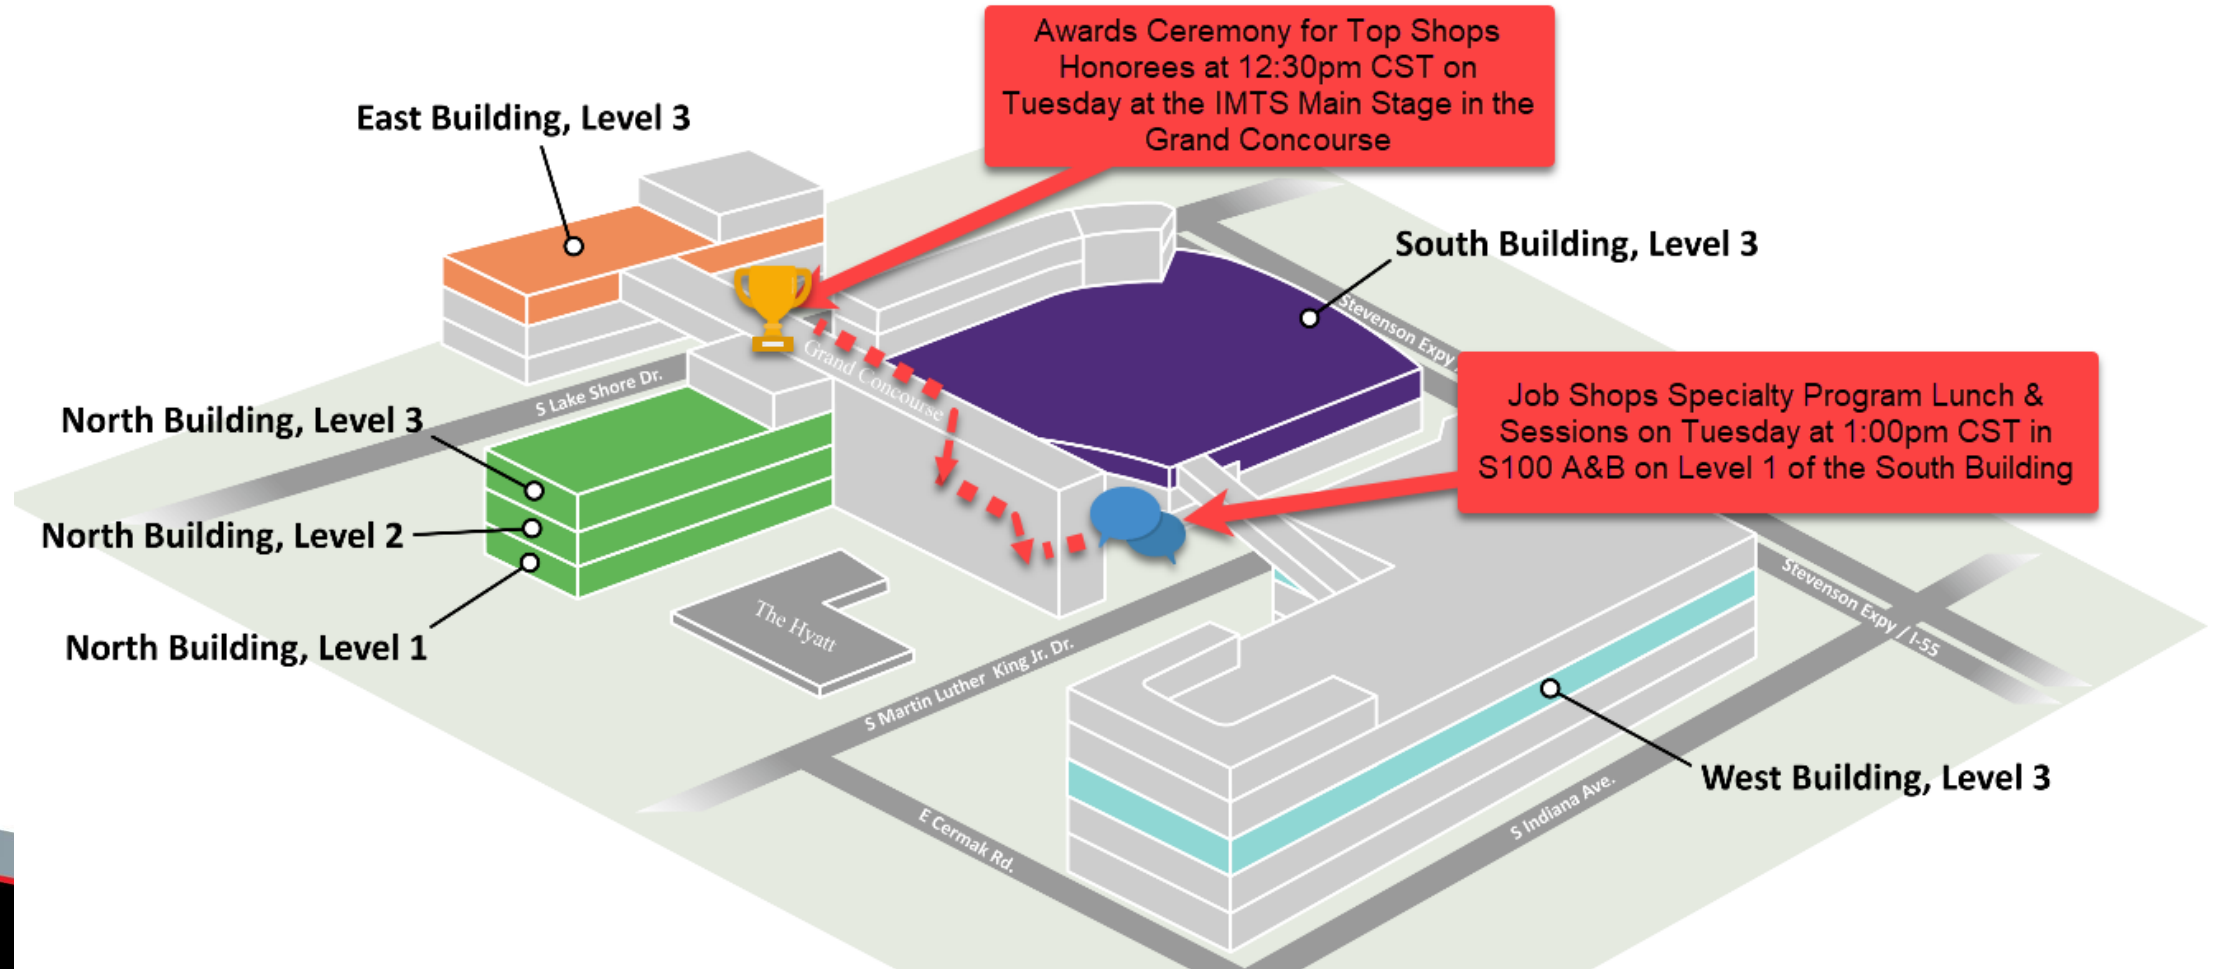 Awards Ceremony for Top Shops
Honorees at 12:30pm CST on
Tuesday at the IMTS Main Stage in the
Grand Concourse
East Building, Level 3
South Building, Level 3
Stevenson Expy
Grand Concourse
S Lake Shore Dr.
Job Shops Specialty Program Lunch &
Sessions on Tuesday at 1:00pm CST in
S100 A&B on Level 1 of the South Building
North Building, Level 3
North Building, Level 2
North Building, Level 1
The Hyatt
S Martin Luther King Jr. Dr.
Stevenson Expy / I-55
West Building, Level 3
E Cermak Rd.
S Indiana Ave.